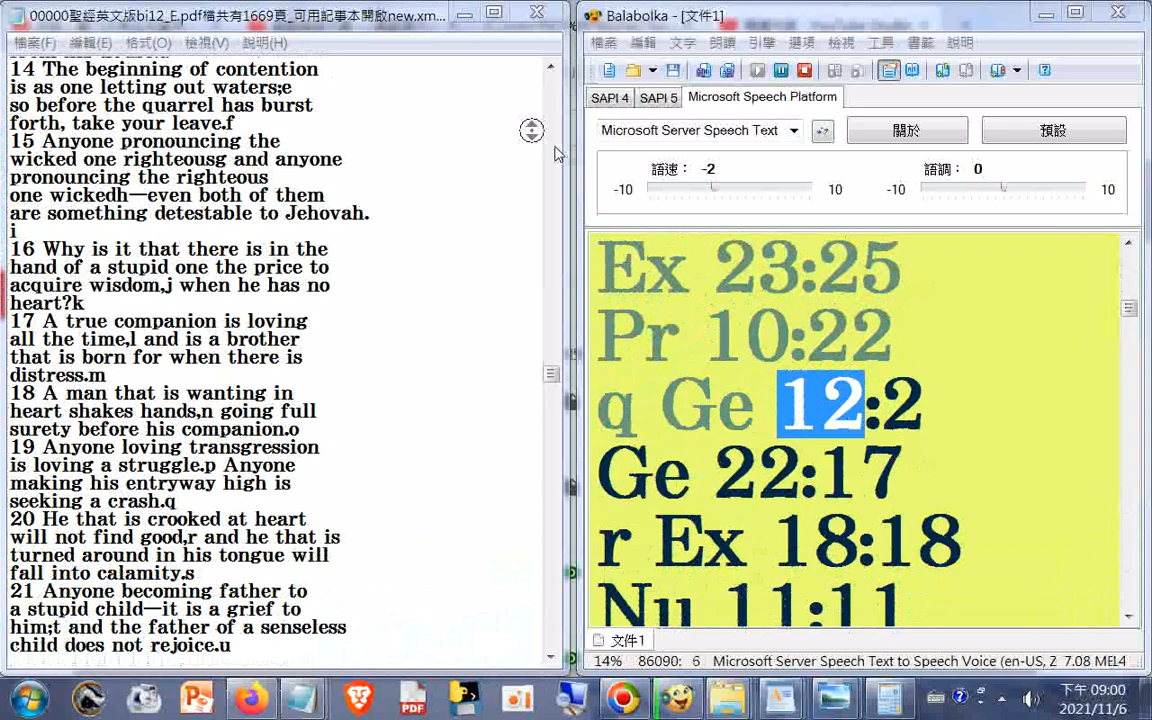 00000聖經英文版bi12_E.pdf檔共有1669頁_可用記事本開啟new.xm...
檔案(F) 編輯(E) 格式(O) 檢視(V) 說明(H)
14 The beginning of contention
is as one letting out waters;e
so before the quarrel has burst
forth, take your leave.f
15 Anyone pronouncing the
wicked one righteousg and anyone
pronouncing the righteous
one wickedh—even both of them
are something detestable to Jehovah.
i
16 Why is it that there is in the
hand of a stupid one the price to
acquire wisdom,j when he has no
heart?k
17 A true companion is loving
all the time,l and is a brother
that is born for when there is
distress.m
18 A man that is wanting in
heart shakes hands,n going full
surety before his companion.o
19 Anyone loving transgression
is loving a struggle.p Anyone
making his entryway high is
seeking a crash.q
20 He that is crooked at heart
will not find good,r and he that is
turned around in his tongue will
fall into calamity.s
21 Anyone becoming father to
a stupid child—it is a grief to
him;t and the father of a senseless
child does not rejoice.u
Balabolka - [文件1]
檔案 編輯 文字 朗讀 引擎 選項 檢視 工具 書籤 說明
SAPI 4 SAPI 5 Microsoft Speech Platform
Microsoft Server Speech Text 關於 預設
語速： -2 語調： 0
-10 10 -10 10
Ex 23:25
Pr 10:22
q Ge 12:2
Ge 22:17
r Ex 18:18
Nu 11:11
文件1
14% 86090: 6 Microsoft Server Speech Text to Speech Voice (en-US, Z 7.08 ME L4
PDF
下午 09:00
2021/11/6